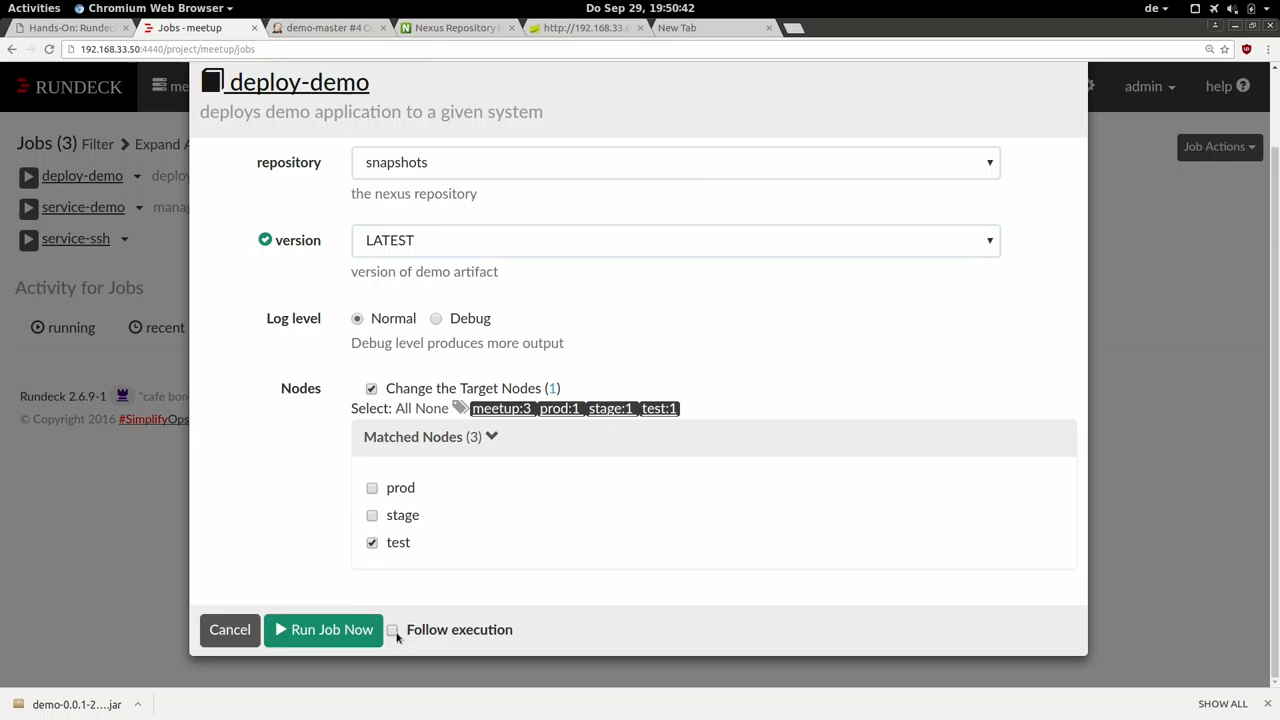 Activities Chromium Web Browser Do Sep 29, 19:50:42 de
Hands-On: Rundec Jobs - meetup demo-master #4 C Nexus Repository http://192.168.33.6 New Tab
192.168.33.50:4440/project/meetup/jobs
RUNDECK me admin help
deploy-demo
deploys demo application to a given system
Jobs (3) Filter Expand A Job Actions
deploy-demo deploy
service-demo mana
service-ssh
Activity for Jobs
running recent
Rundeck 2.6.9-1 "cafe bon
© Copyright 2016 #SimplifyOps
repository snapshots
the nexus repository
version LATEST
version of demo artifact
Log level Normal Debug
Debug level produces more output
Nodes Change the Target Nodes (1)
Select: All None meetup:3 prod:1 stage:1 test:1
Matched Nodes (3)
prod
stage
test
Cancel Run Job Now Follow execution
demo-0.0.1-2....jar SHOW ALL